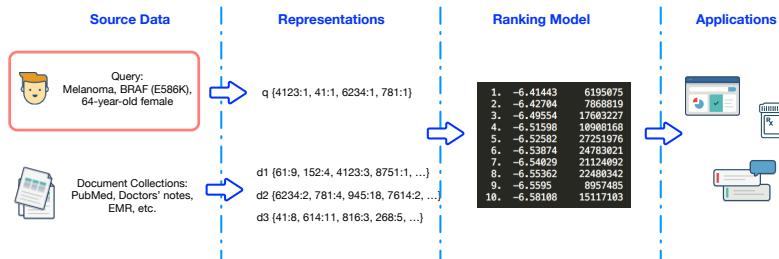 Source Data
Representations
Ranking Model
Applications
Query:
Melanoma, BRAF (E586K),
64-year-old female
q {4123:1, 41:1, 6234:1, 781:1}
Document Collections:
PubMed, Doctors' notes,
EMR, etc.
d1 {61:9, 152:4, 4123:3, 8751:1, …}
d2 {6234:2, 781:4, 945:18, 7614:2, …}
d3 {41:8, 614:11, 816:3, 268:5, …}
1. -6.41443 6195075
2. -6.42704 7868819
3. -6.49554 17603227
4. -6.51598 10908168
5. -6.52582 27251976
6. -6.53874 24783021
7. -6.54029 21124092
8. -6.55362 22480342
9. -6.5595 8957485
10. -6.58108 15117103